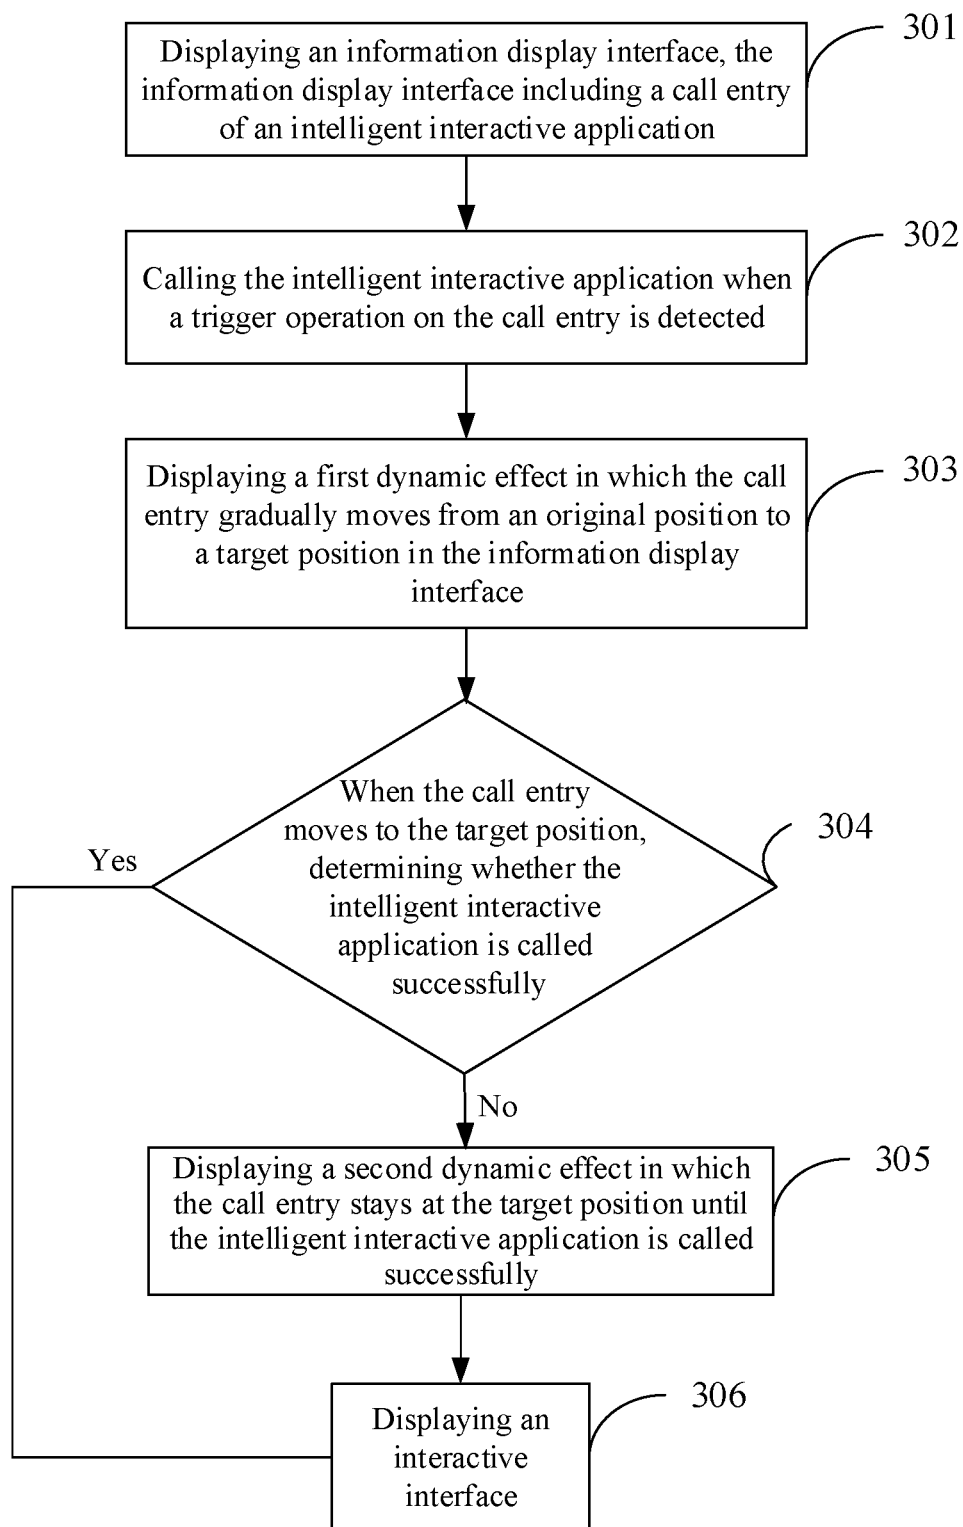 301
Displaying an information display interface, the
information display interface including a call entry
of an intelligent interactive application
302
Calling the intelligent interactive application when
a trigger operation on the call entry is detected
303
Displaying a first dynamic effect in which the call
entry gradually moves from an original position to
a target position in the information display
interface
304
When the call entry
moves to the target position,
determining whether the
intelligent interactive
application is called
successfully
Yes
No
305
Displaying a second dynamic effect in which
the call entry stays at the target position until
the intelligent interactive application is called
successfully
306
Displaying an
interactive
interface